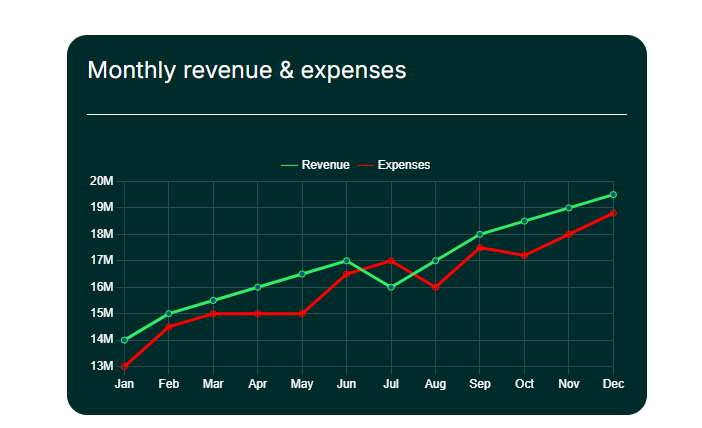 Monthly revenue & expenses
Revenue Expenses
20M
19M
18M
17M
16M
15M
14M
13M
Jan Feb Mar Apr May Jun Jul Aug Sep Oct Nov Dec